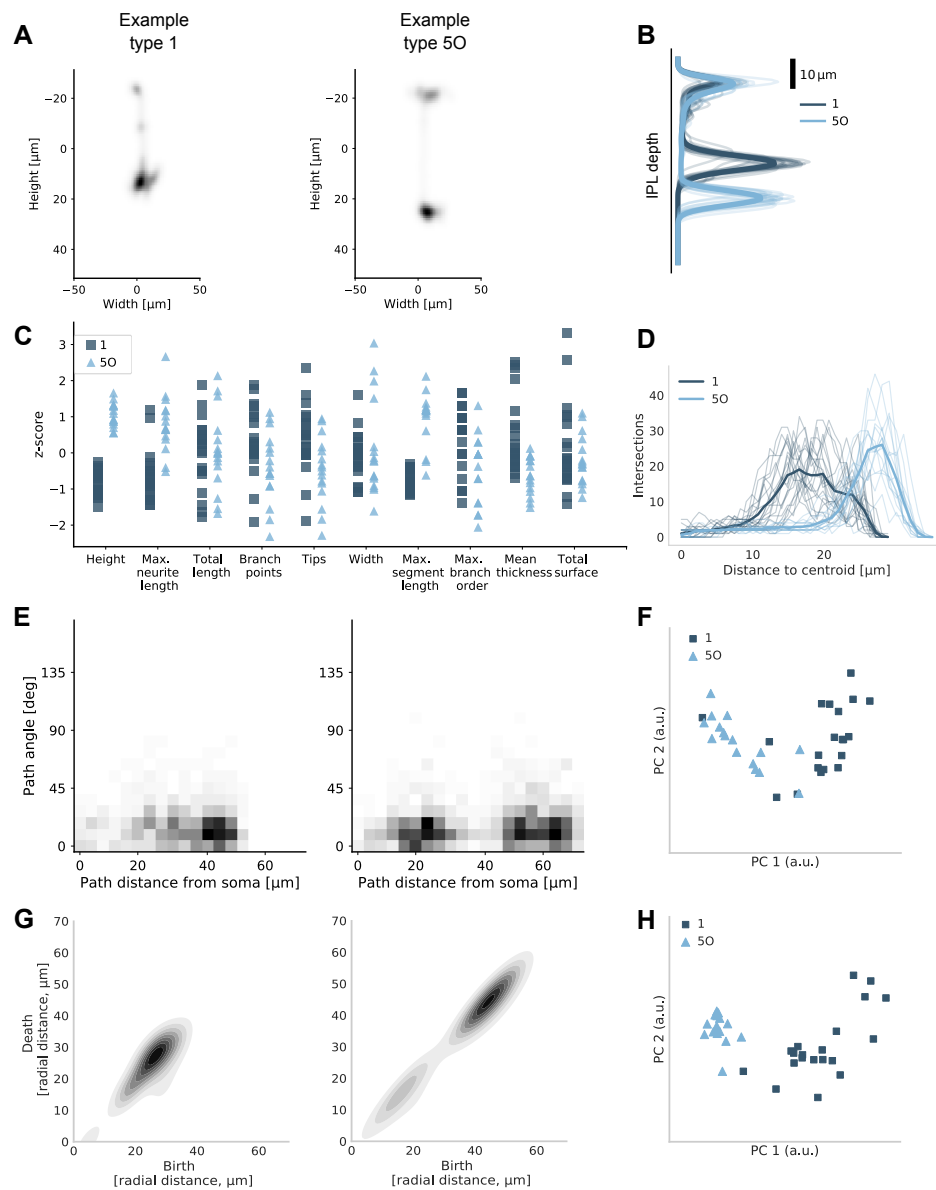 A
Example
type 1
Example
type 5O
Height [µm]
−20
0
20
40
−50
0
50
Width [µm]
Height [µm]
−20
0
20
40
−50
0
50
Width [µm]
B
10 µm
1
5O
IPL depth
C
1
5O
z-score
3
2
1
0
−1
−2
Height
Max.
neurite
length
Total
length
Branch
points
Tips
Width
Max.
segment
length
Max.
branch
order
Mean
thickness
Total
surface
D
1
5O
Intersections
40
30
20
10
0
0
10
20
Distance to centroid [µm]
E
Path angle [deg]
135
90
45
0
0
20
40
60
Path distance from soma [µm]
135
90
45
0
0
20
40
60
Path distance from soma [µm]
F
1
5O
PC 2 (a.u.)
PC 1 (a.u.)
G
Death
[radial distance, µm]
70
60
50
40
30
20
10
0
0
20
40
60
Birth
[radial distance, µm]
70
60
50
40
30
20
10
0
0
20
40
60
Birth
[radial distance, µm]
H
1
5O
PC 2 (a.u.)
PC 1 (a.u.)